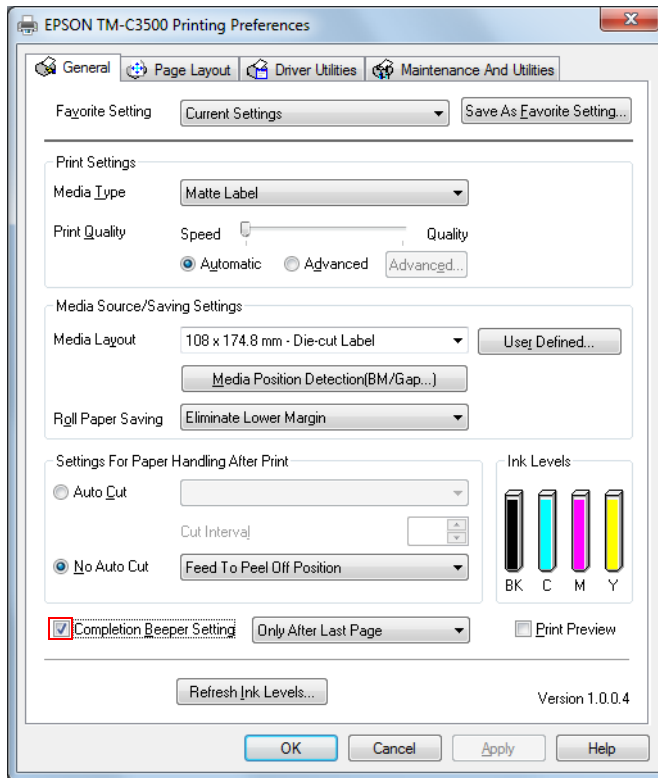 EPSON TM-C3500 Printing Preferences
General Page Layout Driver Utilities Maintenance And Utilities
Favorite Setting Current Settings Save As Favorite Setting...
Print Settings
Media Type Matte Label
Print Quality Speed Quality
Automatic Advanced Advanced...
Media Source/Saving Settings
Media Layout 108 x 174.8 mm - Die-cut Label User Defined...
Media Position Detection(BM/Gap...)
Roll Paper Saving Eliminate Lower Margin
Settings For Paper Handling After Print Ink Levels
Auto Cut
Cut Interval
No Auto Cut Feed To Peel Off Position
BK C M Y
Completion Beeper Setting Only After Last Page Print Preview
Refresh Ink Levels... Version 1.0.0.4
OK Cancel Apply Help